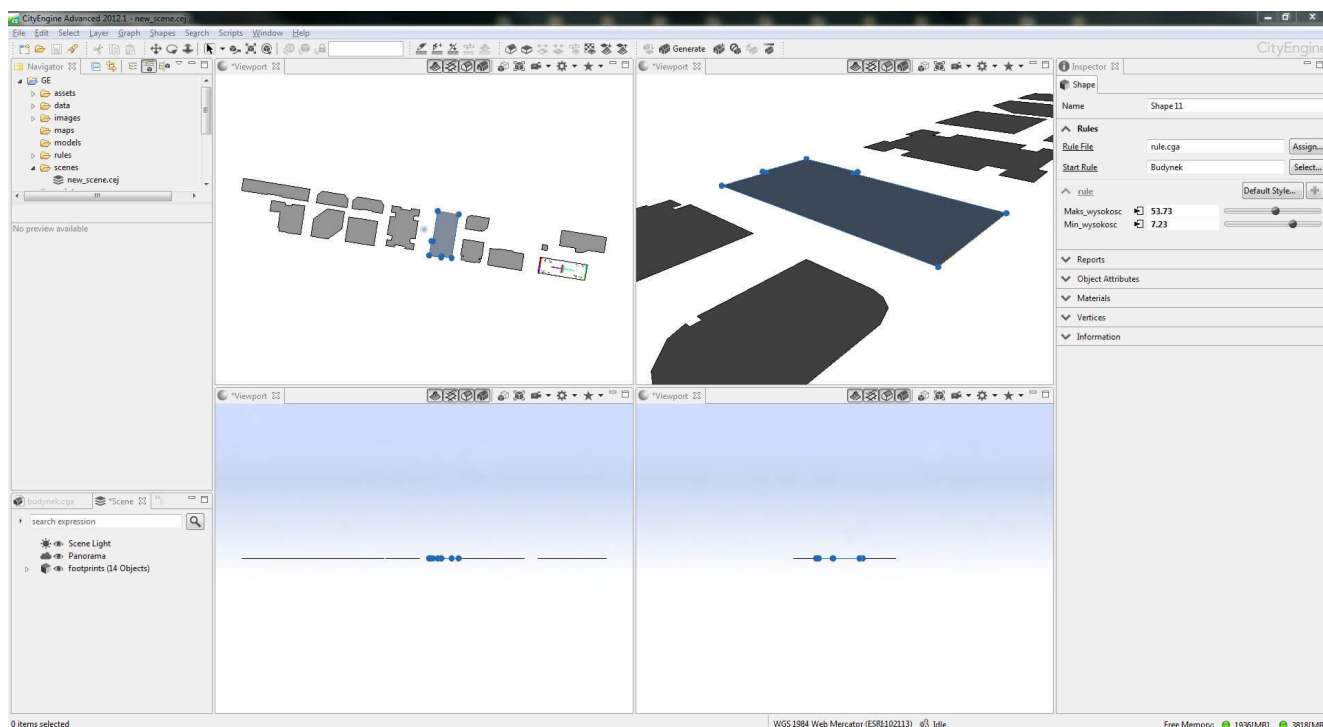 CityEngine Advanced 2012.1 - new_scene.cej
File Edit Select Layer Graph Shapes Search Scripts Window Help
Generate
CityEngine
Navigator
GE
assets
data
images
maps
models
rules
scenes
new_scene.cej
No preview available
budynek.cga
*Scene
search expression
Scene Light
Panorama
footprints (14 Objects)
*Viewport
*Viewport
*Viewport
*Viewport
Inspector
Shape
Name Shape 11
Rules
Rule File rule.cga Assign...
Start Rule Budynek Select...
rule Default Style...
Maks_wysokosc 53.73
Min_wysokosc 7.23
Reports
Object Attributes
Materials
Vertices
Information
0 items selected
WGS 1984 Web Mercator (ESRI:102113) Idle
Free Memory: 1936[MB] 3818[MB